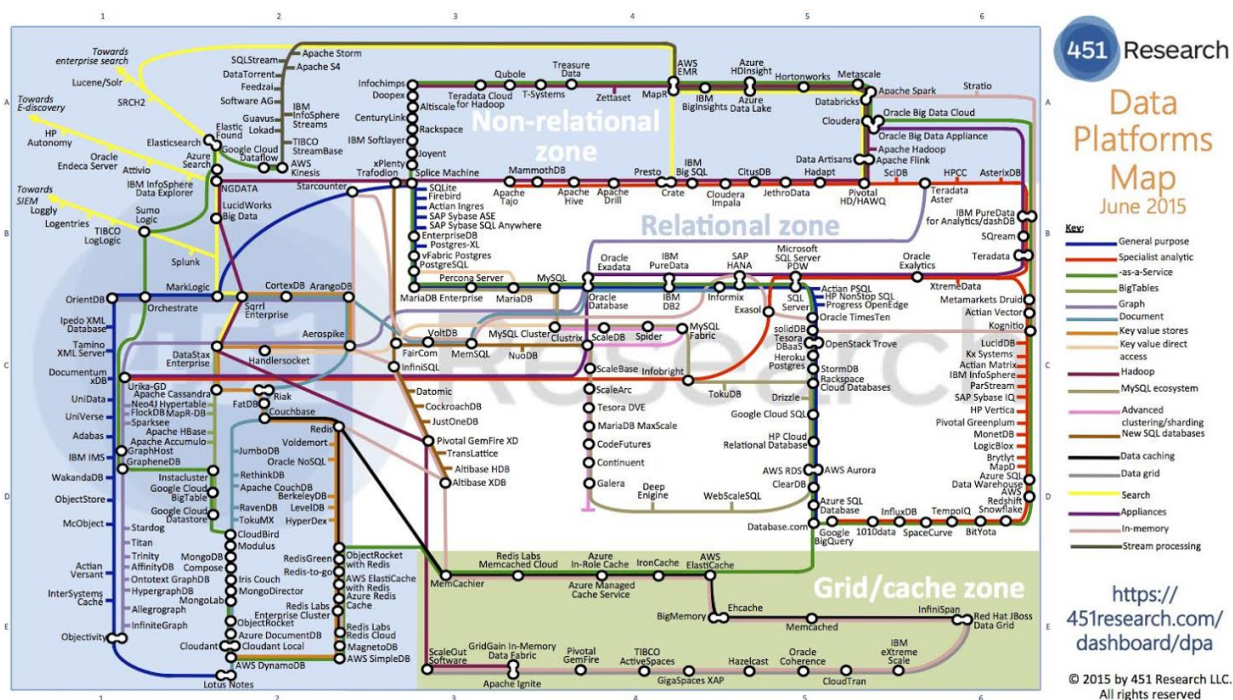 1 2 3 4 5 6
451 Research
Data
Platforms
Map
June 2015
Key:
General purpose
Specialist analytic
-as-a-Service
BigTables
Graph
Document
Key value stores
Key value direct
access
Hadoop
MySQL ecosystem
Advanced
clustering/sharding
New SQL databases
Data caching
Data grid
Search
Appliances
In-memory
Stream processing
https://
451research.com/
dashboard/dpa
© 2015 by 451 Research LLC.
All rights reserved
A
B
C
D
E
Non-relational
zone
Relational zone
Grid/cache zone
451
Research
Towards
enterprise search
Lucene/Solr
SRCH2
Towards
E-discovery
HP
Autonomy
Oracle
Endeca Server
Attivio
IBM InfoSphere
Data Explorer
Towards
SIEM
Loggly
Logentries
TIBCO
LogLogic
Sumo
Logic
Splunk
Elasticsearch
Elastic
Found
Azure
Search
Google Cloud
Dataflow
AWS
Kinesis
NGDATA
LucidWorks
Big Data
SQLStream
DataTorrent
Feedzai
Software AG
Guavus
Lokad
Apache Storm
Apache S4
IBM
InfoSphere
Streams
TIBCO
StreamBase
Starcounter
Infochimps
Doopex
Altiscale
CenturyLink
Rackspace
IBM Softlayer
Joyent
xPlenty
Trafodion
Splice Machine
Teradata Cloud
for Hadoop
Qubole
T-Systems
Treasure
Data
Zettaset
MapR
AWS
EMR
IBM
BigInsights
Azure
HDInsight
Azure
Data Lake
Hortonworks
Metascale
Apache Spark
Stratio
Databricks
Cloudera
Oracle Big Data Cloud
Oracle Big Data Appliance
Apache Hadoop
Apache Flink
Data Artisans
MammothDB
Apache
Tajo
Apache
Hive
Apache
Drill
Presto
Crate
IBM
Big SQL
Cloudera
Impala
CitusDB
JethroData
Hadapt
Pivotal
HD/HAWQ
SciDB
Teradata
Aster
HPCC
AsterixDB
IBM PureData
for Analytics/dashDB
SQream
Teradata
SQLite
Firebird
Actian Ingres
SAP Sybase ASE
SAP Sybase SQL Anywhere
EnterpriseDB
Postgres-XL
vFabric Postgres
PostgreSQL
Percona Server
MariaDB Enterprise
MariaDB
MySQL
Oracle
Exadata
Oracle
Database
IBM
PureData
IBM
DB2
Informix
SAP
HANA
Microsoft
SQL Server
PDW
SQL
Server
Exasol
Oracle
Exalytics
XtremeData
Actian PSQL
HP NonStop SQL
Progress OpenEdge
Oracle TimesTen
solidDB
Tesora
DBaaS
OpenStack Trove
Heroku
Postgres
StormDB
Rackspace
Cloud Databases
Drizzle
Google Cloud SQL
HP Cloud
Relational Database
AWS RDS
AWS Aurora
ClearDB
Azure SQL
Database
Database.com
Google
BigQuery
1010data
InfluxDB
SpaceCurve
TempoIQ
BitYota
Metamarkets Druid
Actian Vector
Kognitio
LucidDB
Kx Systems
Actian Matrix
IBM InfoSphere
ParStream
SAP Sybase IQ
HP Vertica
Pivotal Greenplum
MonetDB
LogicBlox
Brytlyt
MapD
Azure SQL
Data Warehouse
AWS
Redshift
Snowflake
OrientDB
MarkLogic
Orchestrate
Sqrrl
Enterprise
CortexDB
ArangoDB
Ipedo XML
Database
Tamino
XML Server
Documentum
xDB
UniData
UniVerse
Adabas
IBM IMS
WakandaDB
ObjectStore
McObject
Actian
Versant
InterSystems
Cache
Objectivity
DataStax
Enterprise
Handlersocket
Aerospike
Urika-GD
Apache Cassandra
Neo4J
Hypertable
FlockDB
MapR-DB
Sparksee
Apache HBase
Apache Accumulo
GraphHost
GrapheneDB
Instacluster
Google Cloud
BigTable
Google Cloud
Datastore
Stardog
Titan
Trinity
AffinityDB
Ontotext GraphDB
HypergraphDB
Allegrograph
InfiniteGraph
Riak
FatDB
Couchbase
Redis
Voldemort
JumboDB
Oracle NoSQL
RethinkDB
Apache CouchDB
BerkeleyDB
RavenDB
LevelDB
TokuMX
HyperDex
CloudBird
Modulus
MongoDB
Compose
Iris Couch
MongoDirector
MongoLab
ObjectRocket
Azure DocumentDB
Cloudant
Cloudant Local
AWS DynamoDB
Lotus Notes
RedisGreen
Redis-to-go
ObjectRocket
with Redis
AWS ElastiCache
with Redis
Azure Redis
Cache
Redis Labs
Enterprise Cluster
Redis Labs
Redis Cloud
MagnetoDB
AWS SimpleDB
FairCom
InfiniSQL
VoltDB
MemSQL
NuoDB
MySQL Cluster
Clustrix
ScaleDB
Spider
MySQL
Fabric
ScaleBase
Infobright
TokuDB
ScaleArc
Tesora DVE
MariaDB MaxScale
CodeFutures
Continuent
Galera
Deep
Engine
WebScaleSQL
Datomic
CockroachDB
JustOneDB
Pivotal GemFire XD
TransLattice
Altibase HDB
Altibase XDB
MemCachier
Redis Labs
Memcached Cloud
Azure
In-Role Cache
Azure Managed
Cache Service
IronCache
AWS
ElastiCache
BigMemory
Ehcache
Memcached
InfiniSpan
Red Hat JBoss
Data Grid
ScaleOut
Software
GridGain In-Memory
Data Fabric
Apache Ignite
Pivotal
GemFire
TIBCO
ActiveSpaces
GigaSpaces XAP
Hazelcast
Oracle
Coherence
CloudTran
IBM
eXtreme
Scale
A
B
C
D
E
1 2 3 4 5 6